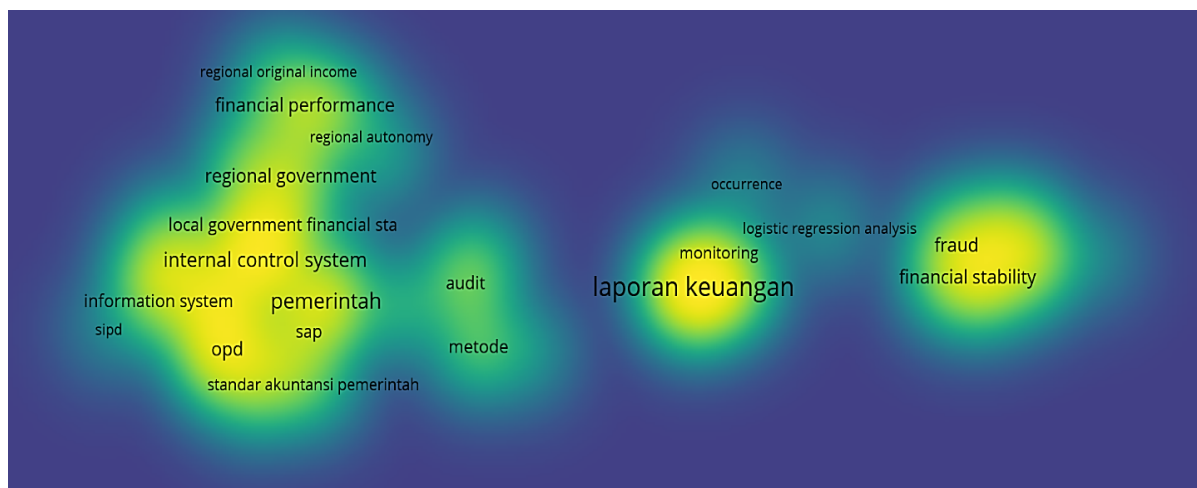 regional original income
financial performance
regional autonomy
regional government
local government financial sta
internal control system
information system
pemerintah
sipd
sap
opd
standar akuntansi pemerintah
audit
metode
occurrence
logistic regression analysis
monitoring
laporan keuangan
fraud
financial stability